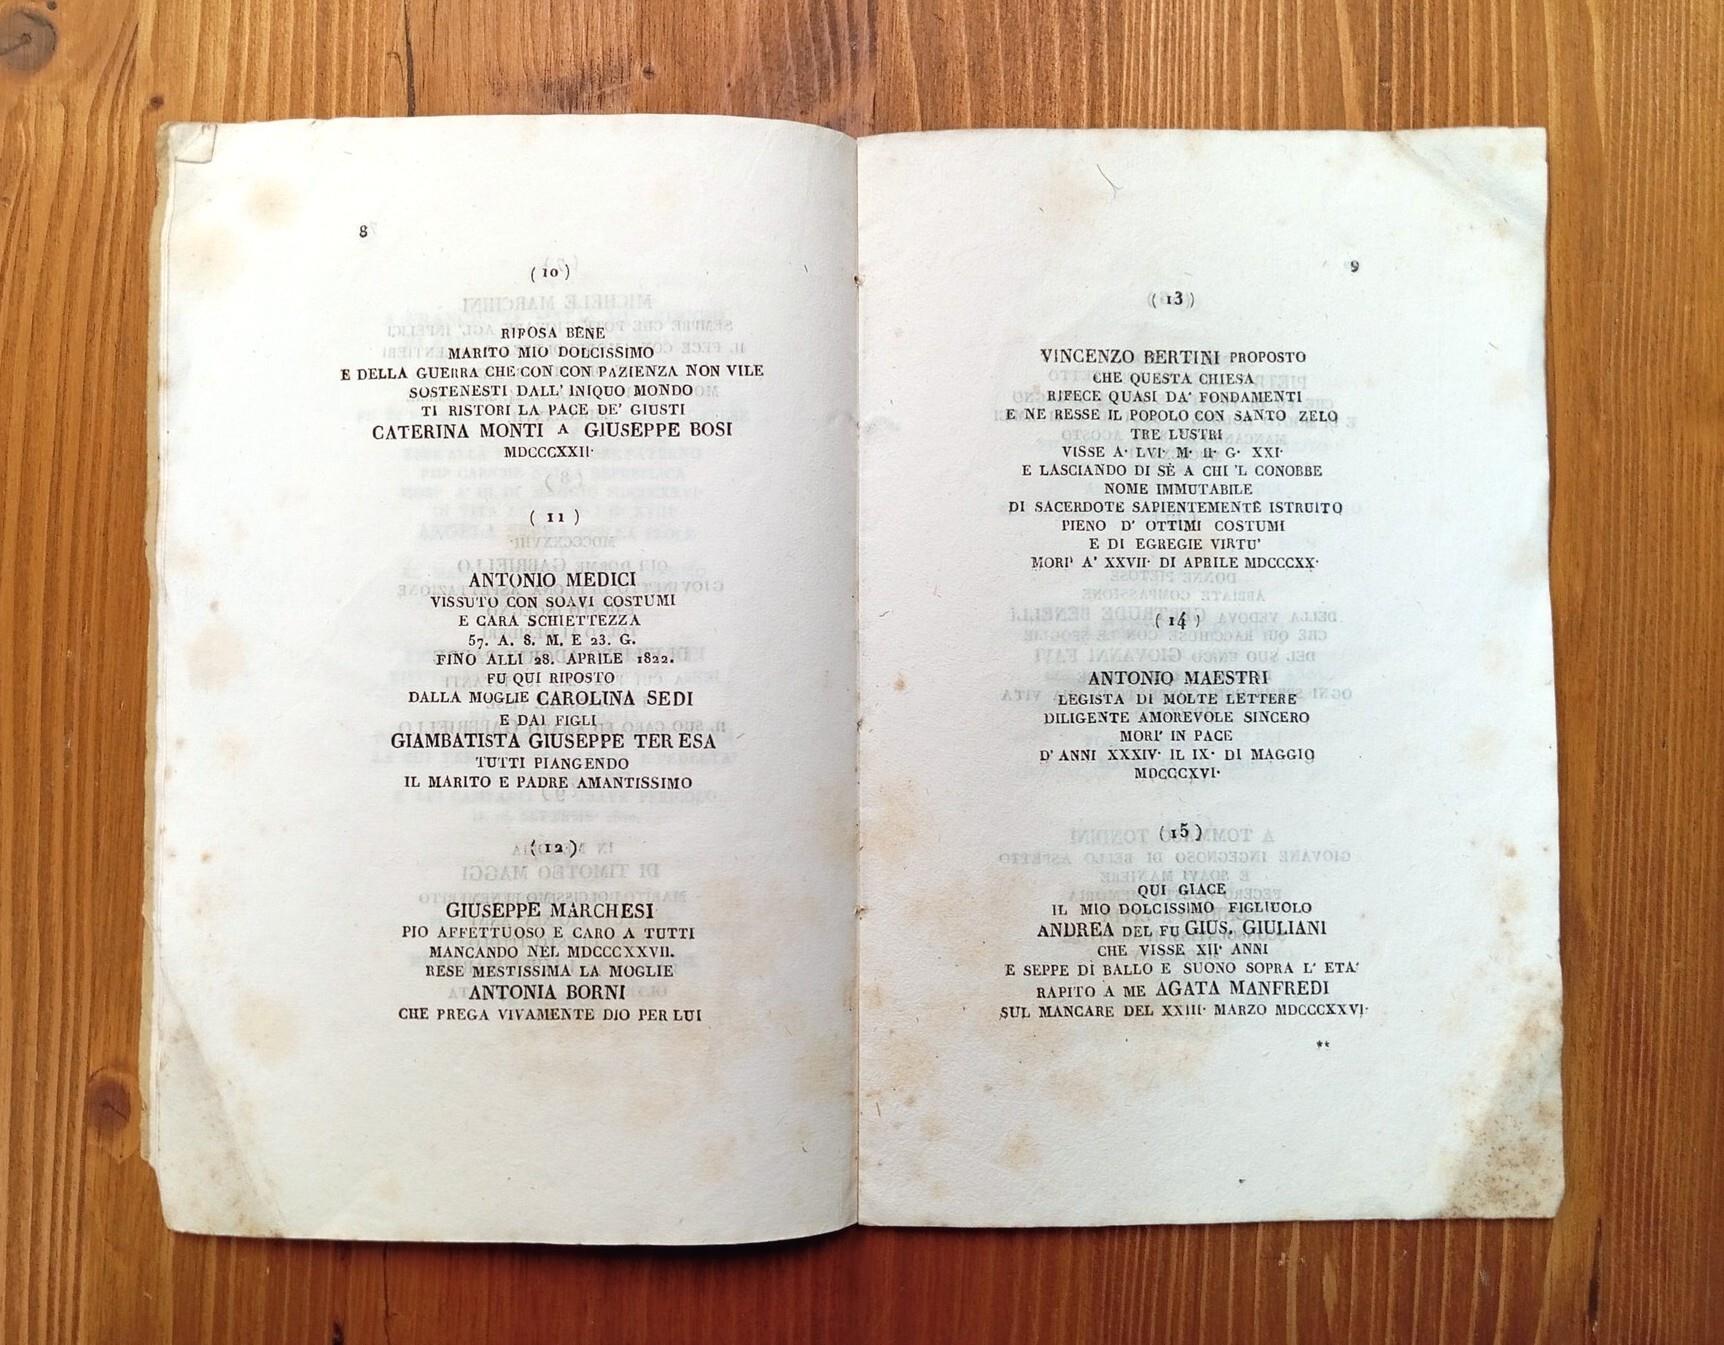 8
( 10 )
RIPOSA BENE
MARITO MIO DOLCISSIMO
E DELLA GUERRA CHE CON CON PAZIENZA NON VILE
SOSTENESTI DALL' INIQUO MONDO
TI RISTORI LA PACE DE' GIUSTI
CATERINA MONTI A GIUSEPPE BOSI
MDCCCXXII·
( 11 )
ANTONIO MEDICI
VISSUTO CON SOAVI COSTUMI
E CARA SCHIETTEZZA
57. A. 8. M. E 23. G.
FINO ALLI 28. APRILE 1822.
FU QUI RIPOSTO
DALLA MOGLIE CAROLINA SEDI
E DAI FIGLI
GIAMBATISTA GIUSEPPE TERESA
TUTTI PIANGENDO
IL MARITO E PADRE AMANTISSIMO
( 12 )
GIUSEPPE MARCHESI
PIO AFFETTUOSO E CARO A TUTTI
MANCANDO NEL MDCCCXXVII.
RESE MESTISSIMA LA MOGLIE
ANTONIA BORNI
CHE PREGA VIVAMENTE DIO PER LUI
9
( 13 )
VINCENZO BERTINI PROPOSTO
CHE QUESTA CHIESA
RIFECE QUASI DA' FONDAMENTI
E NE RESSE IL POPOLO CON SANTO ZELO
TRE LUSTRI
VISSE A· LVI· M· II· G· XXI·
E LASCIANDO DI SÈ A CHI 'L CONOBBE
NOME IMMUTABILE
DI SACERDOTE SAPIENTEMENTE ISTRUITO
PIENO D' OTTIMI COSTUMI
E DI EGREGIE VIRTU'
MORI' A' XXVII· DI APRILE MDCCCXX·
( 14 )
ANTONIO MAESTRI
LEGISTA DI MOLTE LETTERE
DILIGENTE AMOREVOLE SINCERO
MORI' IN PACE
D' ANNI XXXIV· IL IX· DI MAGGIO
MDCCCXVI·
( 15 )
QUI GIACE
IL MIO DOLCISSIMO FIGLIUOLO
ANDREA DEL FU GIUS. GIULIANI
CHE VISSE XII· ANNI
E SEPPE DI BALLO E SUONO SOPRA L' ETA'
RAPITO A ME AGATA MANFREDI
SUL MANCARE DEL XXIII· MARZO MDCCCXXVI·
**